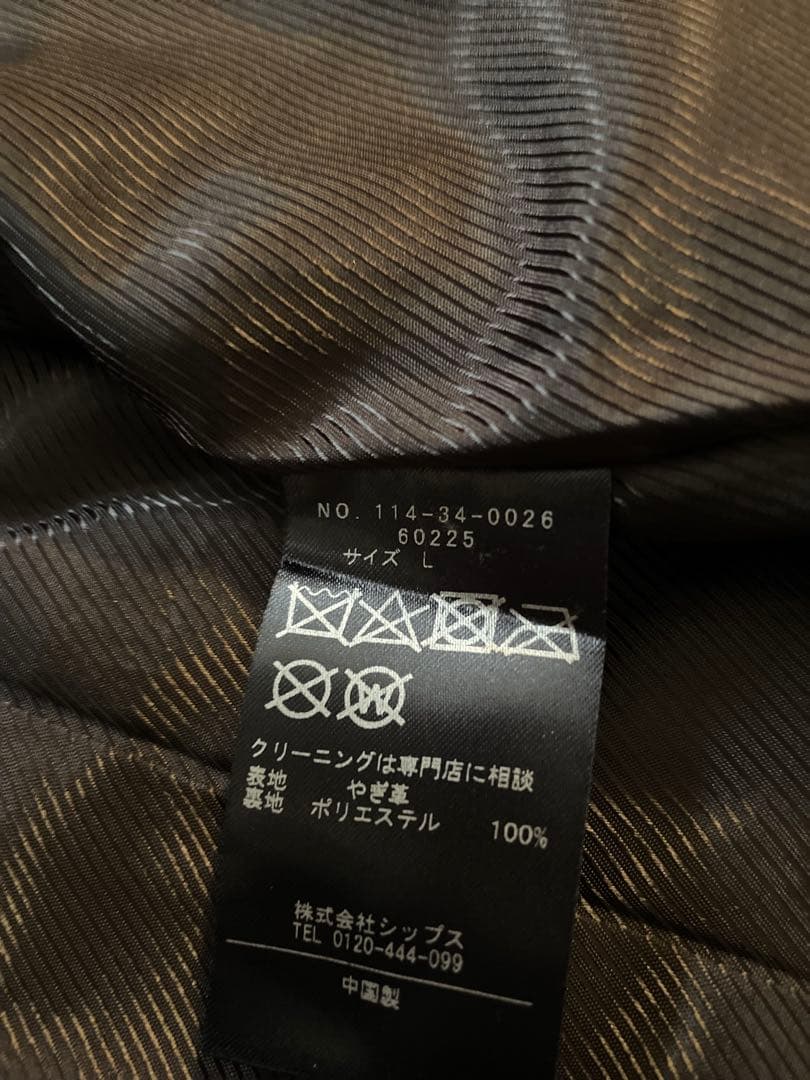 NO. 114-34-0026
60225
サイズ L
W
クリーニングは専門店に相談
表地 やぎ革
裏地 ポリエステル 100%
株式会社シップス
TEL 0120-444-099
中国製